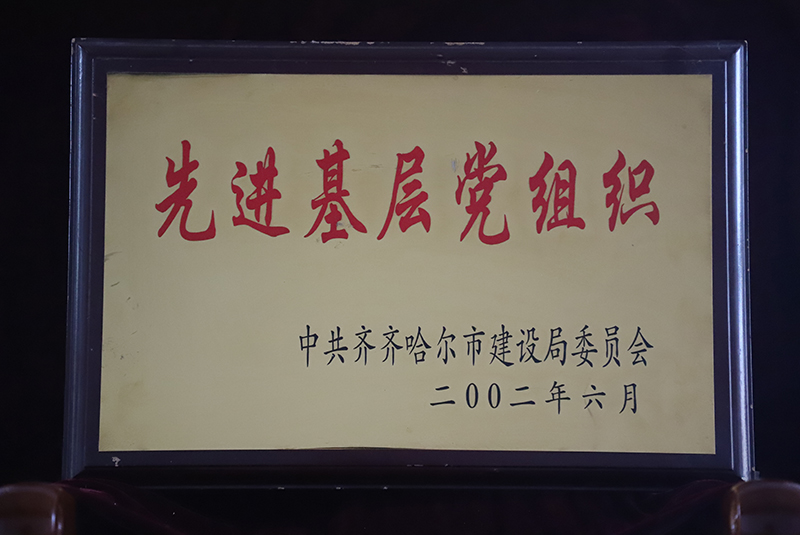 先进基层党组织
中共齐齐哈尔市建设局委员会
二00二年六月